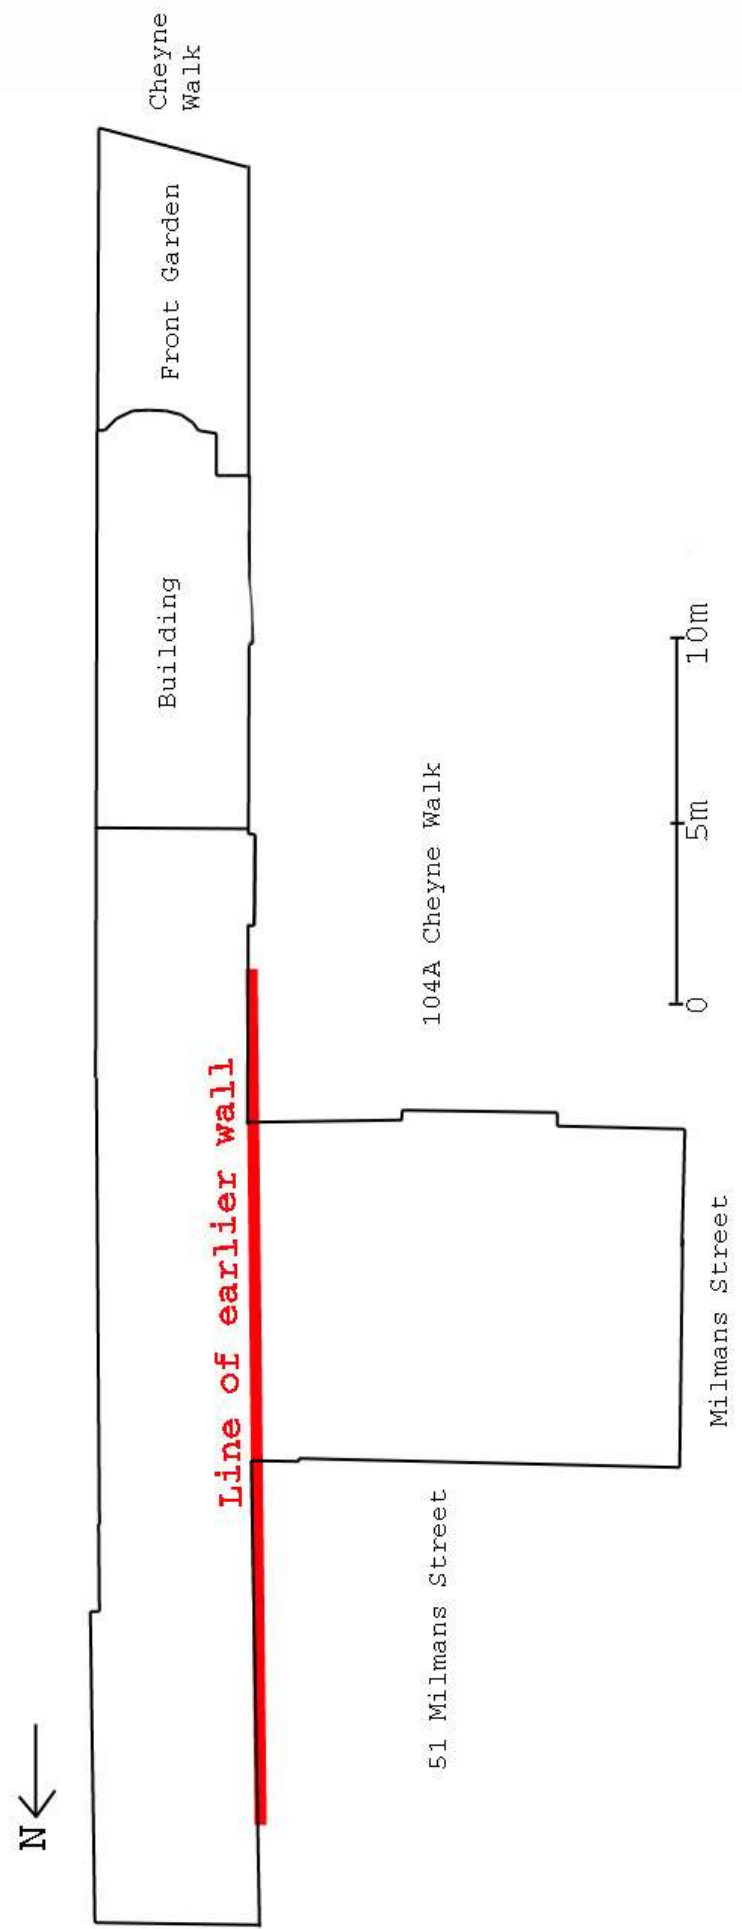 Cheyne
Walk
Front Garden
Building
104A Cheyne Walk
0
5m
10m
Line of earlier wall
Milmans Street
51 Milmans Street
N